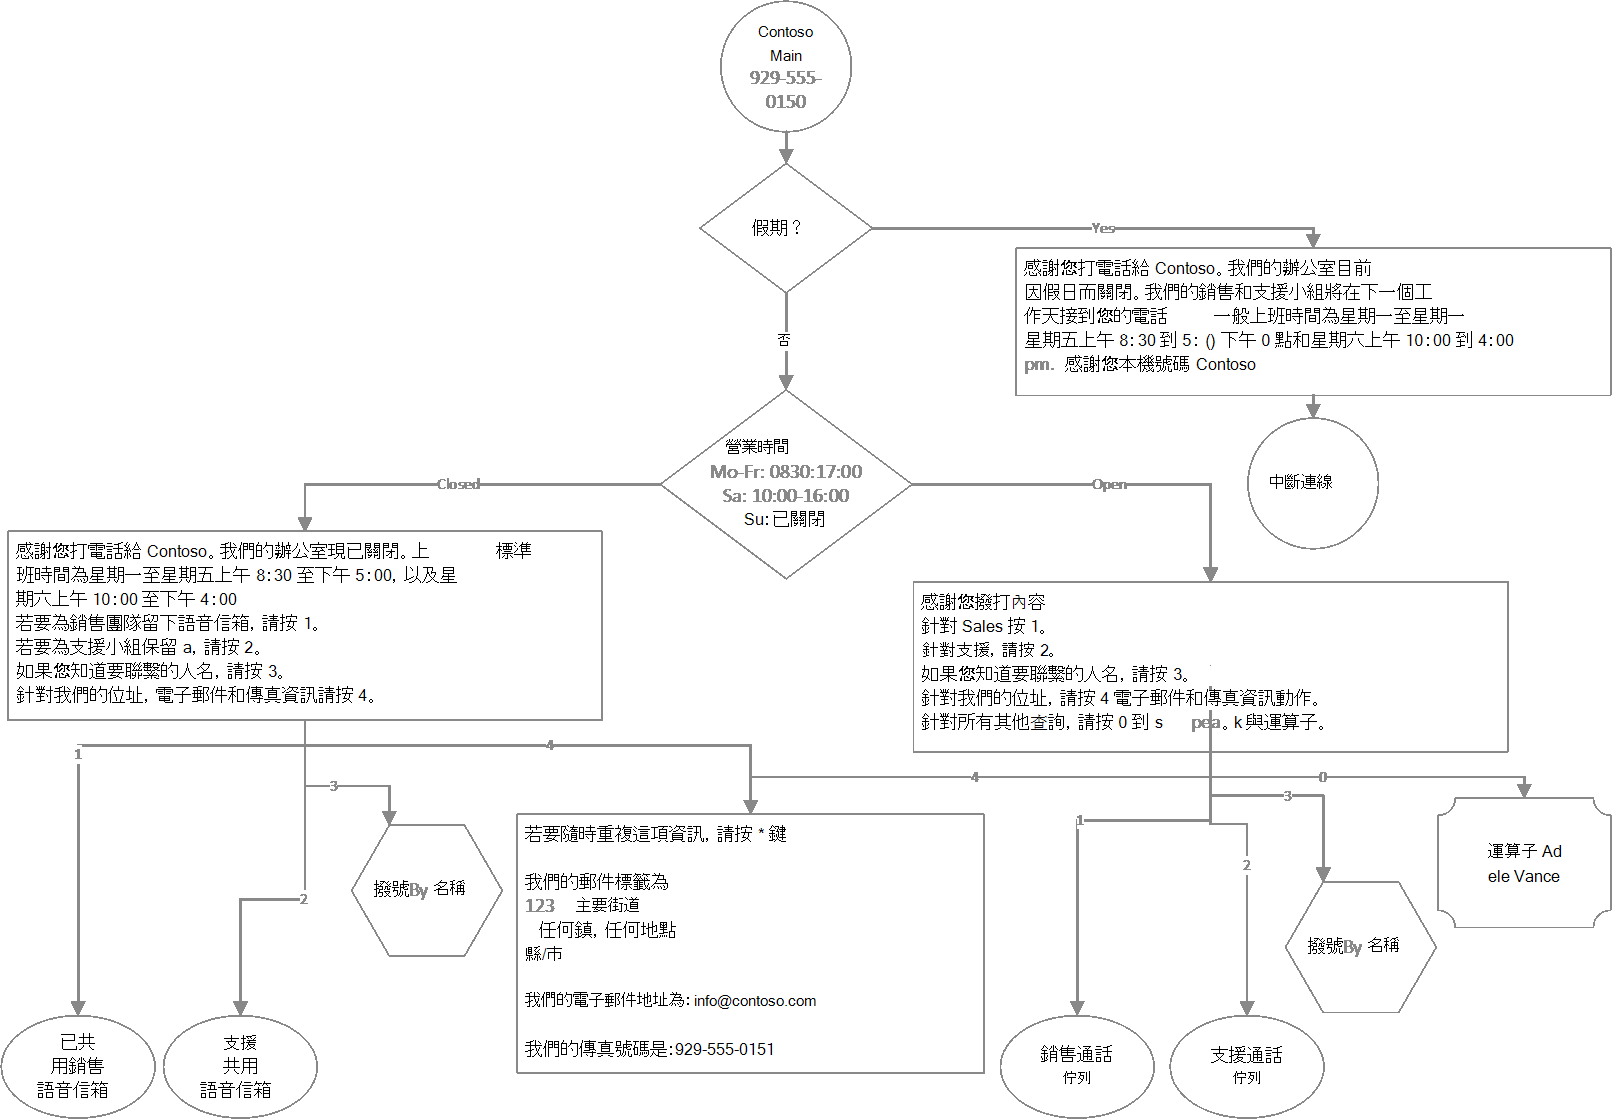 Contoso
Main
929-555-
0150
假期？
Yes
感謝您打電話給 Contoso。我們的辦公室目前
因假日而關閉。我們的銷售和支援小組將在下一個工
作天接到您的電話 一般上班時間為星期一至星期一
星期五上午 8：30 到 5：() 下午 0 點和星期六上午 10：00 到 4：00
pm. 感謝您本機號碼 Contoso
否
中斷連線
營業時間
Mo-Fr: 0830:17:00
Sa: 10:00-16:00
Su：已關閉
Closed
Open
感謝您打電話給 Contoso。我們的辦公室現已關閉。上 標準
班時間為星期一至星期五上午 8：30 至下午 5：00，以及星
期六上午 10：00 至下午 4：00
若要為銷售團隊留下語音信箱，請按 1。
若要為支援小組保留 a，請按 2。
如果您知道要聯繫的人名，請按 3。
針對我們的位址，電子郵件和傳真資訊請按 4。
感謝您撥打內容
針對 Sales 按 1。
針對支援，請按 2。
如果您知道要聯繫的人名，請按 3。
針對我們的位址，請按 4 電子郵件和傳真資訊動作。
針對所有其他查詢，請按 0 到 s pea。k 與運算子。
1
4
3
2
4
0
3
1
2
撥號By 名稱
若要隨時重複這項資訊，請按 * 鍵
我們的郵件標籤為
123 主要街道
任何鎮，任何地點
縣/市
我們的電子郵件地址為：info@contoso.com
我們的傳真號碼是：929-555-0151
運算子 Ad
ele Vance
撥號By 名稱
已共
用銷售
語音信箱
支援
共用
語音信箱
銷售通話
佇列
支援通話
佇列